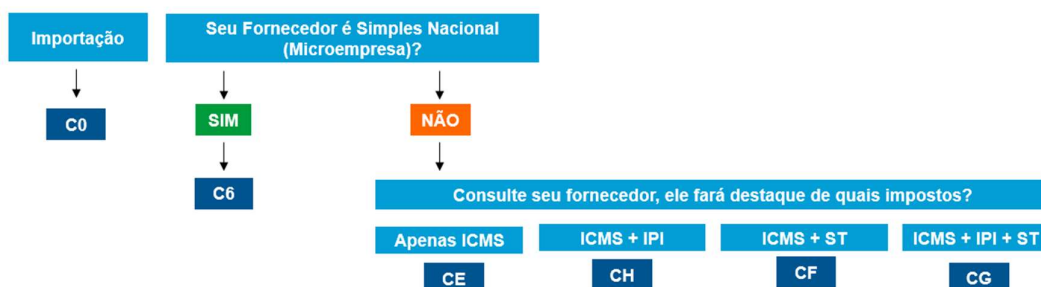 Importação
Seu Fornecedor é Simples Nacional
(Microempresa)?
C0
SIM
NÃO
C6
Consulte seu fornecedor, ele fará destaque de quais impostos?
Apenas ICMS
ICMS + IPI
ICMS + ST
ICMS + IPI + ST
CE
CH
CF
CG